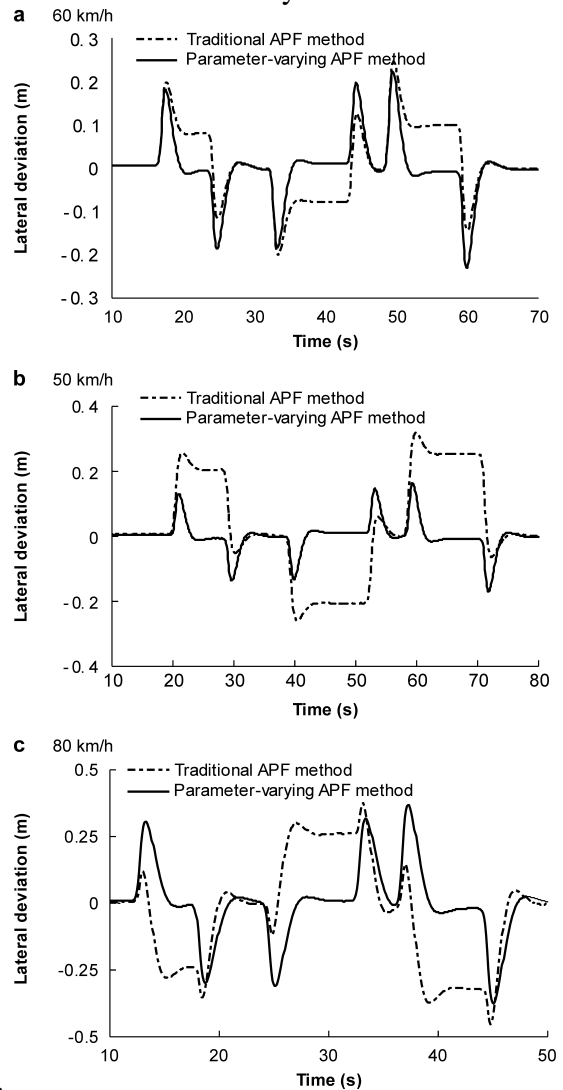 a
60 km/h
Traditional APF method
Parameter-varying APF method
0.3
0.2
0.1
0
-0.1
-0.2
-0.3
Lateral deviation (m)
10 20 30 40 50 60 70
Time (s)
b
50 km/h
Traditional APF method
Parameter-varying APF method
0.4
0.2
0
-0.2
-0.4
Lateral deviation (m)
10 20 30 40 50 60 70 80
Time (s)
c
80 km/h
Traditional APF method
Parameter-varying APF method
0.5
0.25
0
-0.25
-0.5
Lateral deviation (m)
10 20 30 40 50
Time (s)